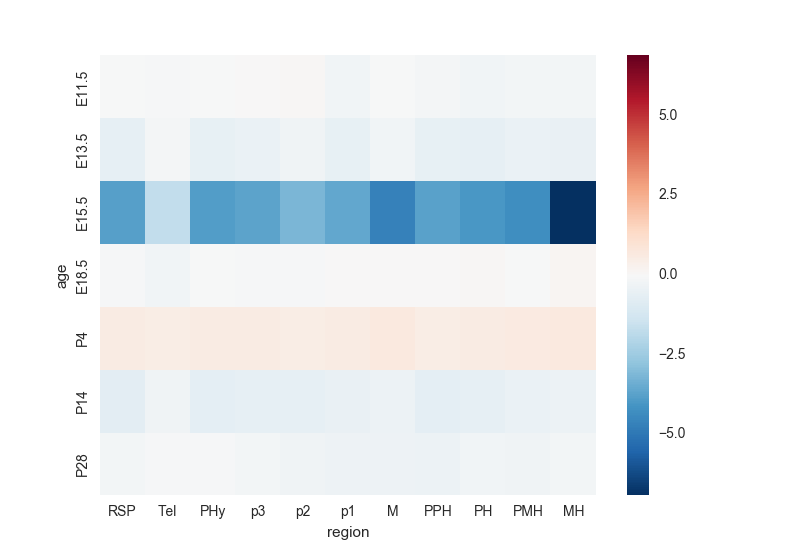 age
E11.5
E13.5
E15.5
E18.5
P4
P14
P28
RSP Tel PHy p3 p2 p1 M PPH PH PMH MH
region
5.0
2.5
0.0
−2.5
−5.0